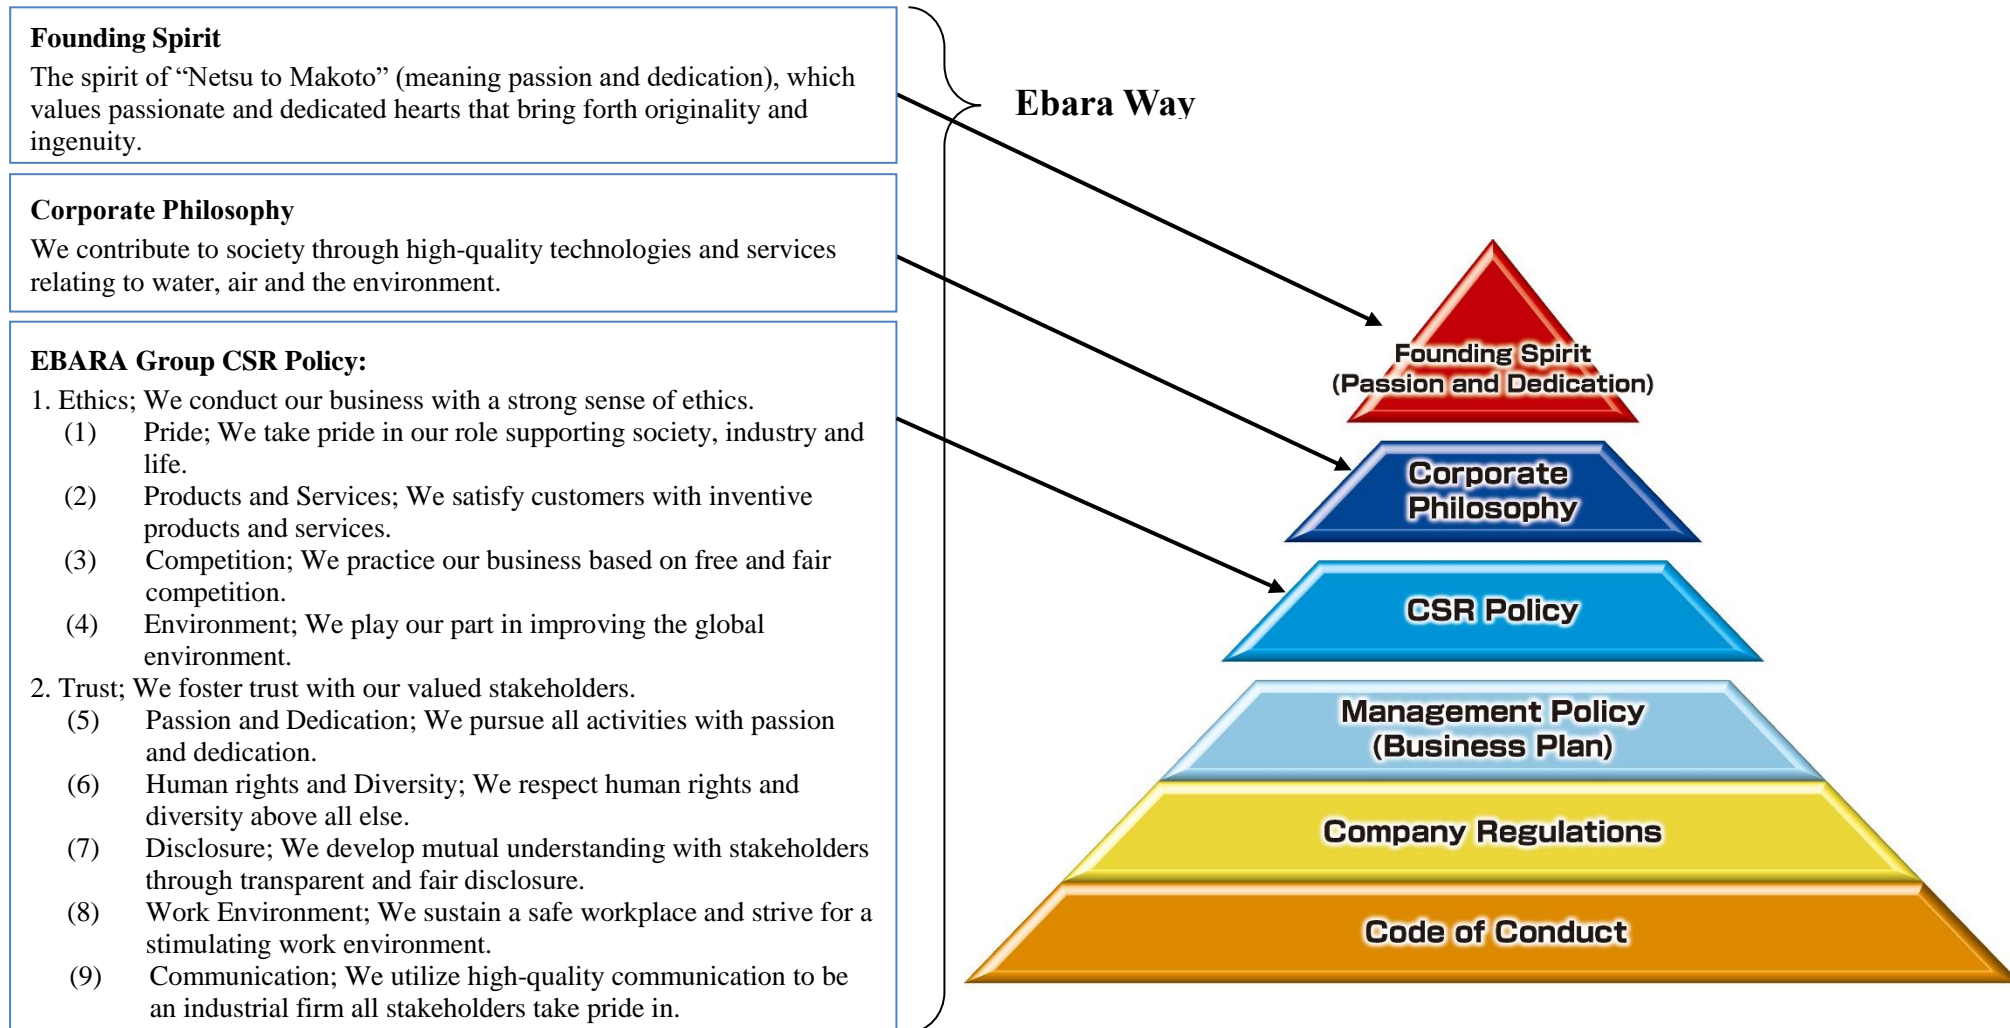 Founding Spirit
The spirit of “Netsu to Makoto” (meaning passion and dedication), which
values passionate and dedicated hearts that bring forth originality and
ingenuity.
Corporate Philosophy
We contribute to society through high-quality technologies and services
relating to water, air and the environment.
EBARA Group CSR Policy:
1. Ethics; We conduct our business with a strong sense of ethics.
(1) Pride; We take pride in our role supporting society, industry and
life.
(2) Products and Services; We satisfy customers with inventive
products and services.
(3) Competition; We practice our business based on free and fair
competition.
(4) Environment; We play our part in improving the global
environment.
2. Trust; We foster trust with our valued stakeholders.
(5) Passion and Dedication; We pursue all activities with passion
and dedication.
(6) Human rights and Diversity; We respect human rights and
diversity above all else.
(7) Disclosure; We develop mutual understanding with stakeholders
through transparent and fair disclosure.
(8) Work Environment; We sustain a safe workplace and strive for a
stimulating work environment.
(9) Communication; We utilize high-quality communication to be
an industrial firm all stakeholders take pride in.
Ebara Way
Founding Spirit
(Passion and Dedication)
Corporate
Philosophy
CSR Policy
Management Policy
(Business Plan)
Company Regulations
Code of Conduct